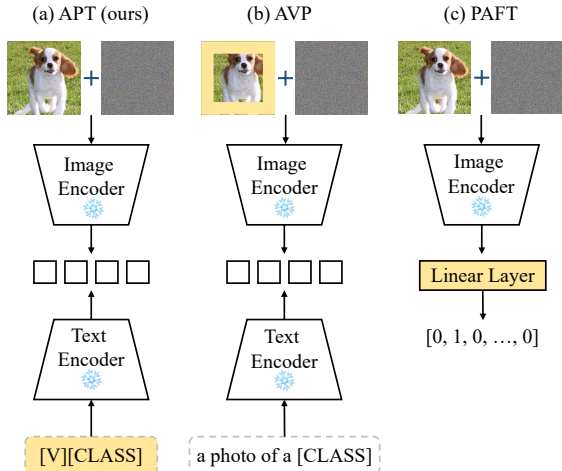 (a) APT (ours)
(b) AVP
(c) PAFT
+
+
+
Image
Encoder
Image
Encoder
Image
Encoder
Linear Layer
[0, 1, 0, …, 0]
Text
Encoder
Text
Encoder
[V][CLASS]
a photo of a [CLASS]